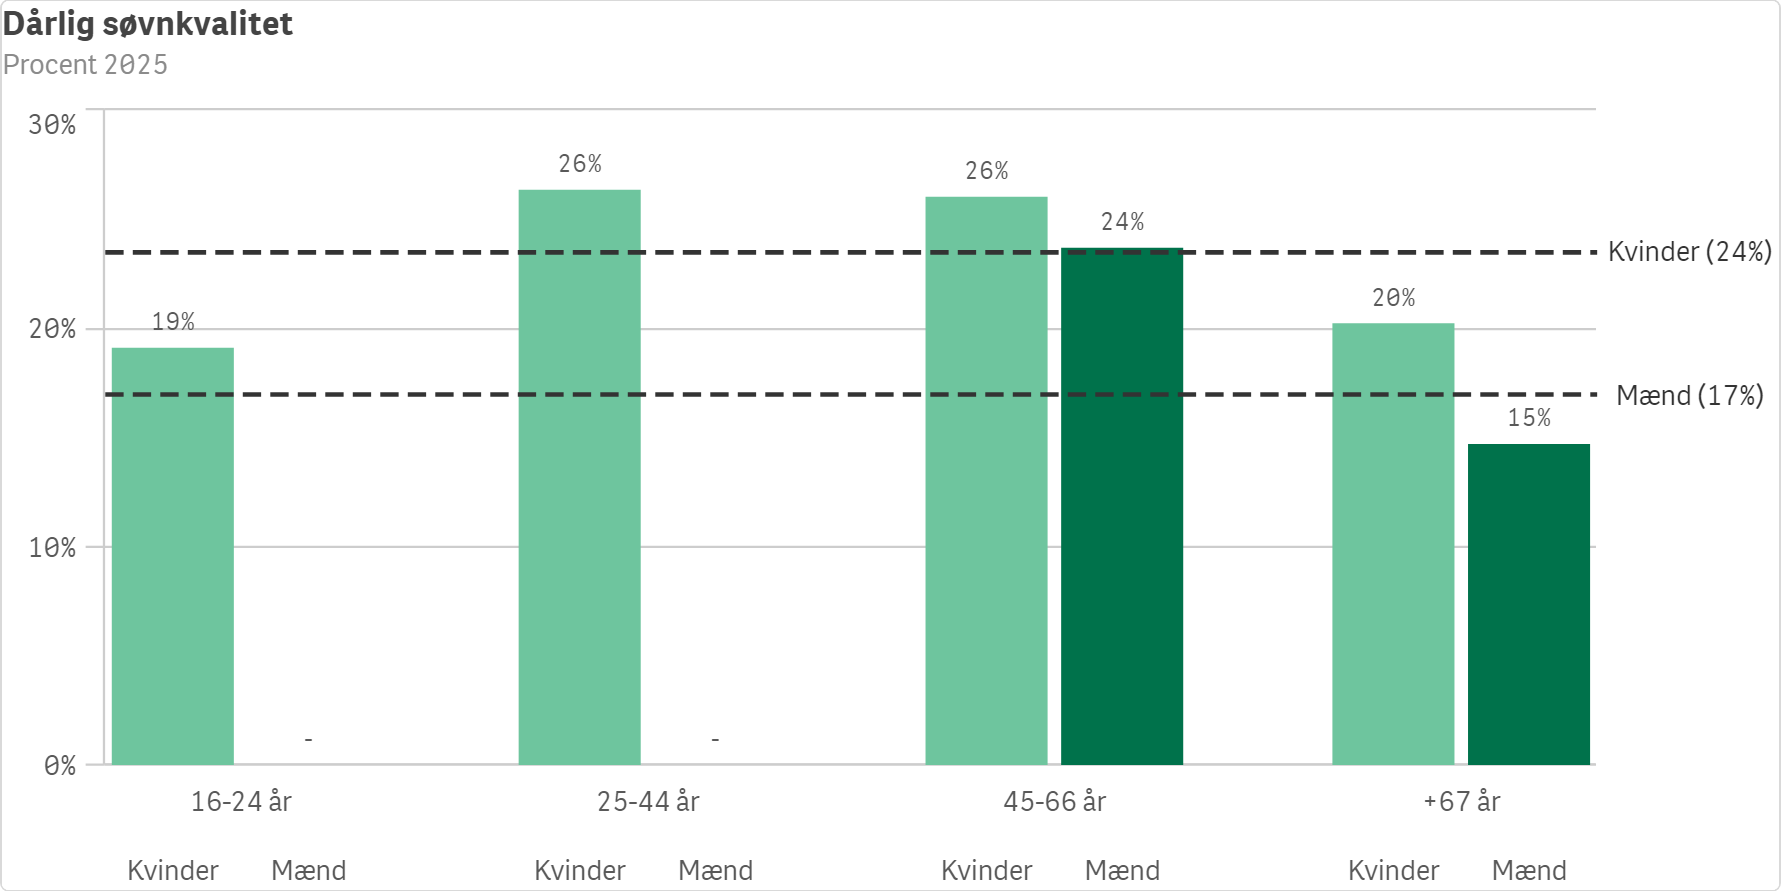 Dårlig søvnkvalitet
Procent 2025
30%
20%
10%
0%
19%
-
26%
-
26%
24%
20%
15%
Kvinder (24%)
Mænd (17%)
16-24 år
25-44 år
45-66 år
+67 år
Kvinder Mænd Kvinder Mænd Kvinder Mænd Kvinder Mænd